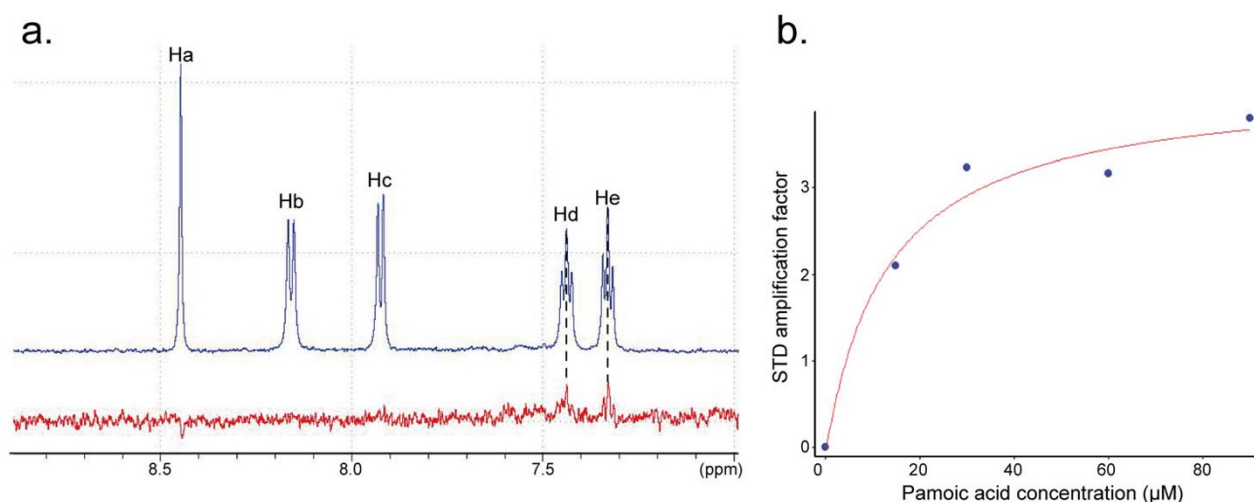 a.
Ha
Hb
Hc
Hd
He
8.5
8.0
7.5
(ppm)
b.
STD amplification factor
3
2
1
0
0
20
40
60
80
Pamoic acid concentration (µM)